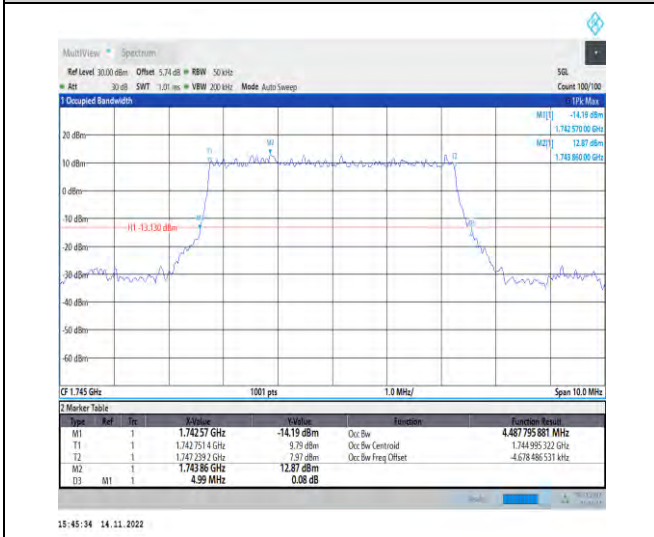 MultiView Spectrum
Ref Level 30.00 dBm Offset 5.74 dB RBW 50 kHz SGL
Att 30 dB SWT 1.01 ms VBW 200 kHz Mode Auto Sweep Count 100/100
1 Occupied Bandwidth 1Pk Max
M1[1] -14.19 dBm
1.742 570 00 GHz
M2[1] 12.87 dBm
1.743 860 00 GHz
20 dBm
10 dBm
0 dBm
-10 dBm
H1 -13.130 dBm
-20 dBm
-30 dBm
-40 dBm
-50 dBm
-60 dBm
T1
M2
T2
CF 1.745 GHz 1001 pts 1.0 MHz/ Span 10.0 MHz
2 Marker Table
Type Ref Trc X-Value Y-Value Function Function Result
M1 1 1.74257 GHz -14.19 dBm Occ Bw 4.487 795 881 MHz
T1 1 1.742 751 4 GHz 9.79 dBm Occ Bw Centroid 1.744 995 322 GHz
T2 1 1.747 239 2 GHz 7.97 dBm Occ Bw Freq Offset -4.678 486 531 kHz
M2 1 1.743 86 GHz 12.87 dBm
D3 M1 1 4.99 MHz 0.08 dB
15:45:34 14.11.2022